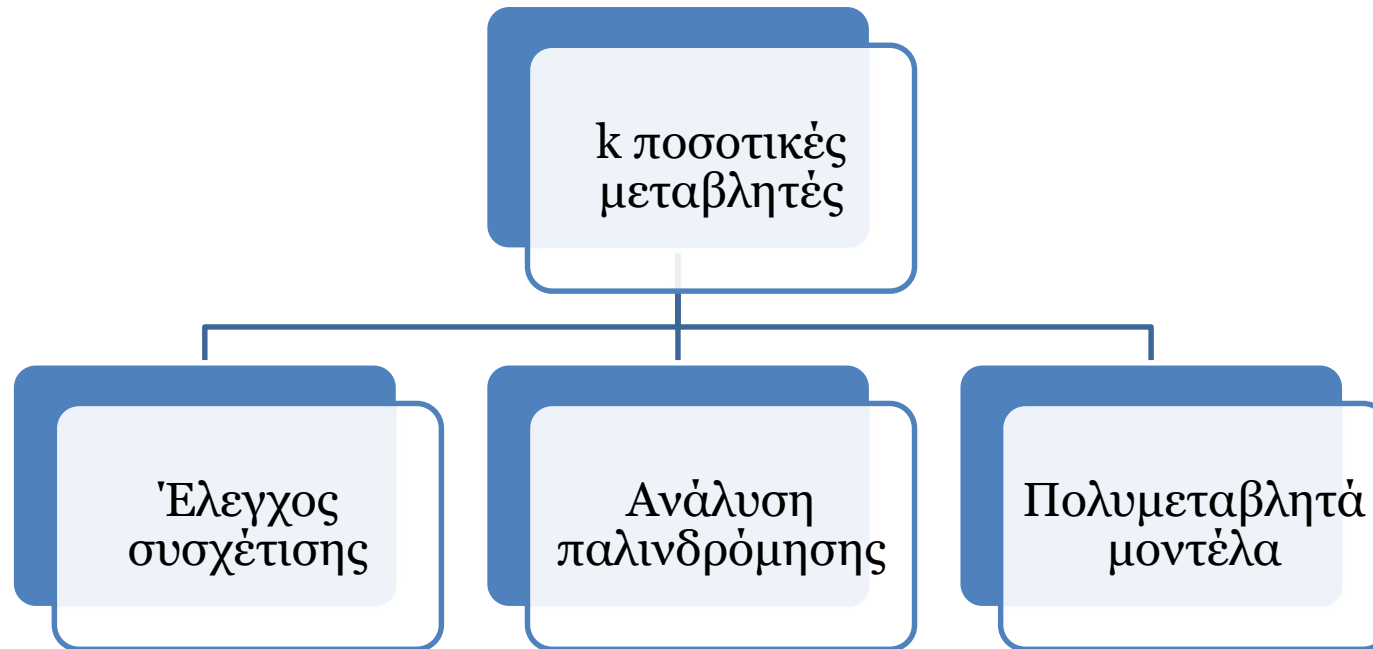 k ποσοτικές
μεταβλητές
Έλεγχος
συσχέτισης
Ανάλυση
παλινδρόμησης
Πολυμεταβλητά
μοντέλα